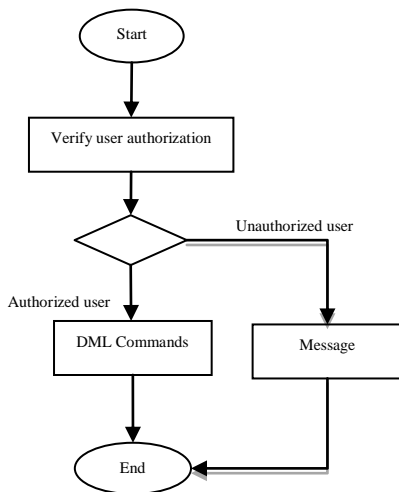 Start
Verify user authorization
Unauthorized user
Authorized user
DML Commands
Message
End